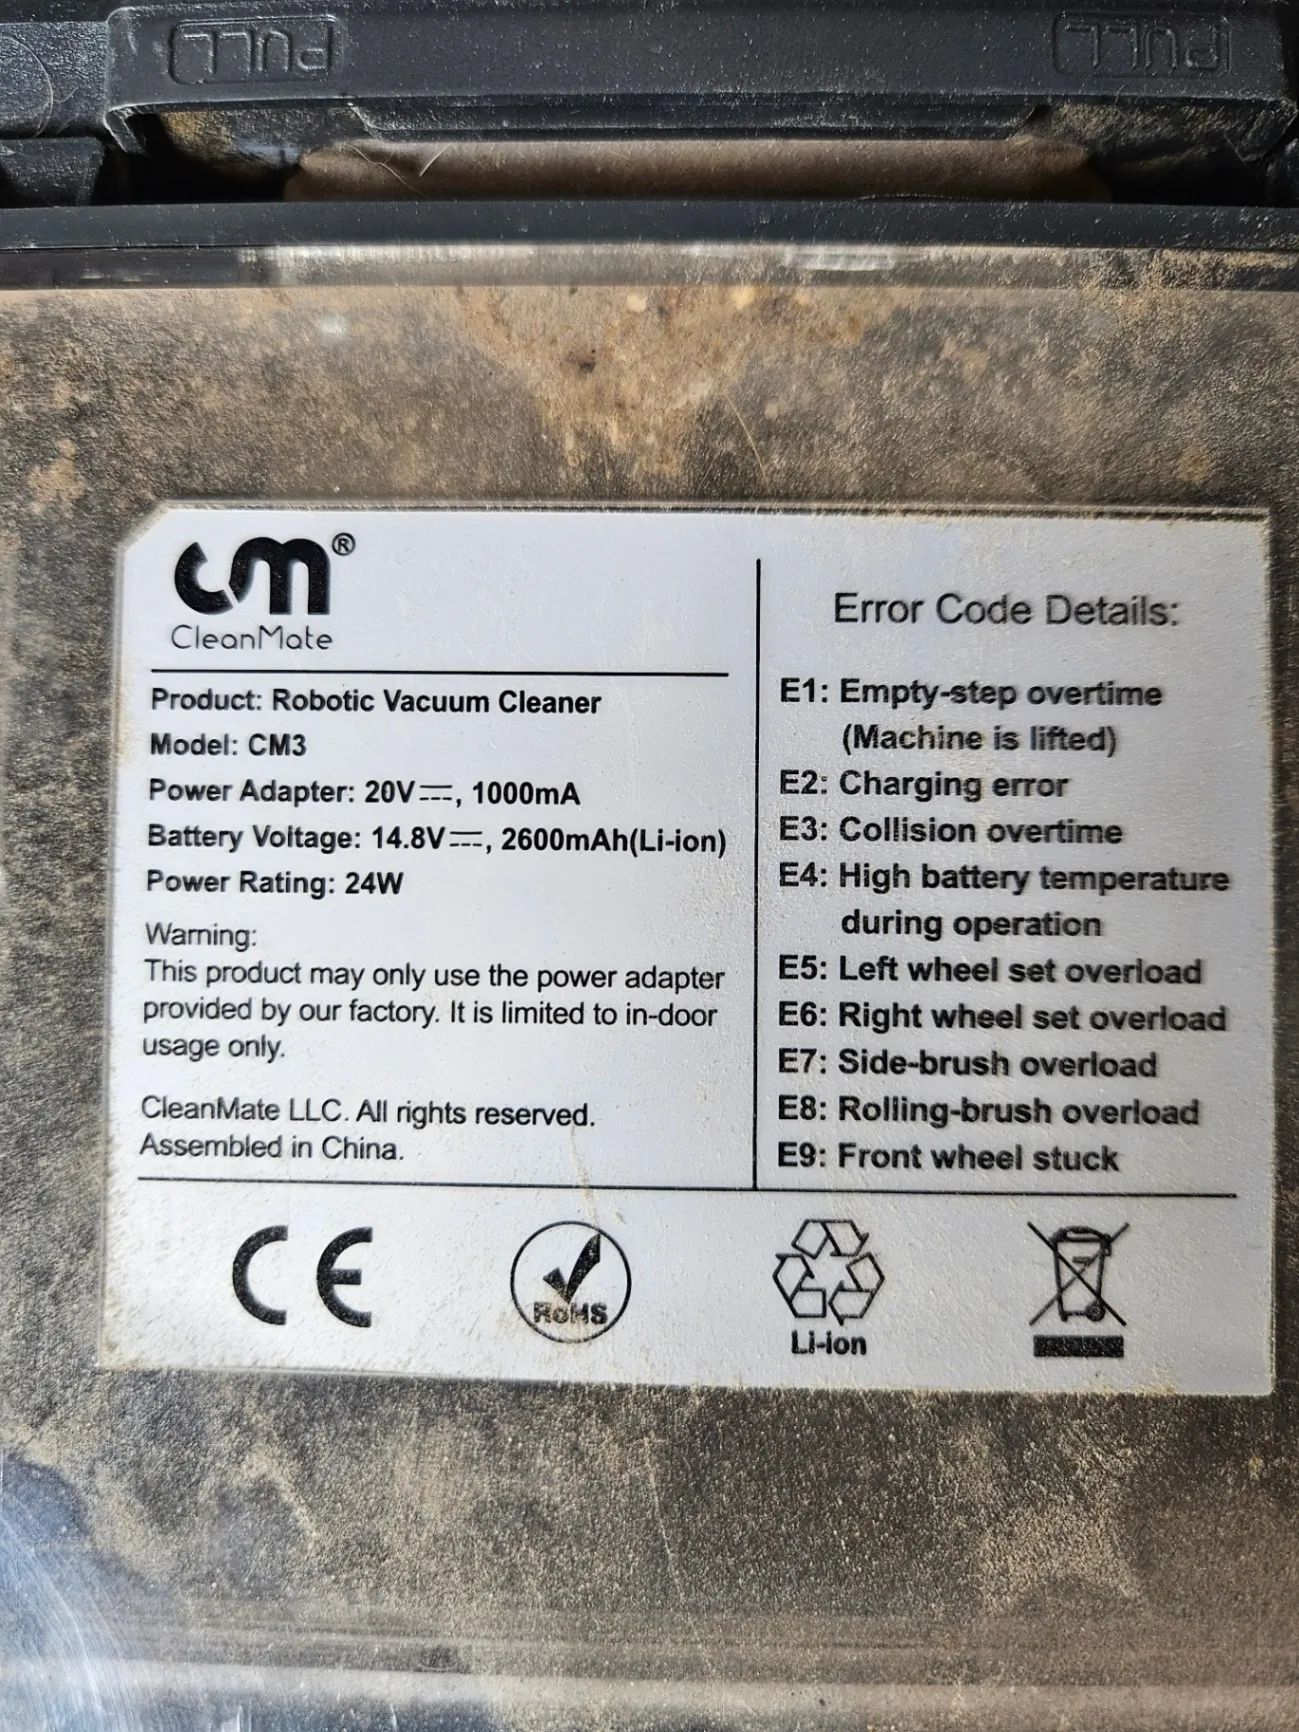 PULL
PULL
cm®
CleanMate
Product: Robotic Vacuum Cleaner
Model: CM3
Power Adapter: 20V⎓, 1000mA
Battery Voltage: 14.8V⎓, 2600mAh(Li-ion)
Power Rating: 24W
Warning:
This product may only use the power adapter
provided by our factory. It is limited to in-door
usage only.
CleanMate LLC. All rights reserved.
Assembled in China.
Error Code Details:
E1: Empty-step overtime
(Machine is lifted)
E2: Charging error
E3: Collision overtime
E4: High battery temperature
during operation
E5: Left wheel set overload
E6: Right wheel set overload
E7: Side-brush overload
E8: Rolling-brush overload
E9: Front wheel stuck
CE
RoHS
Li-ion